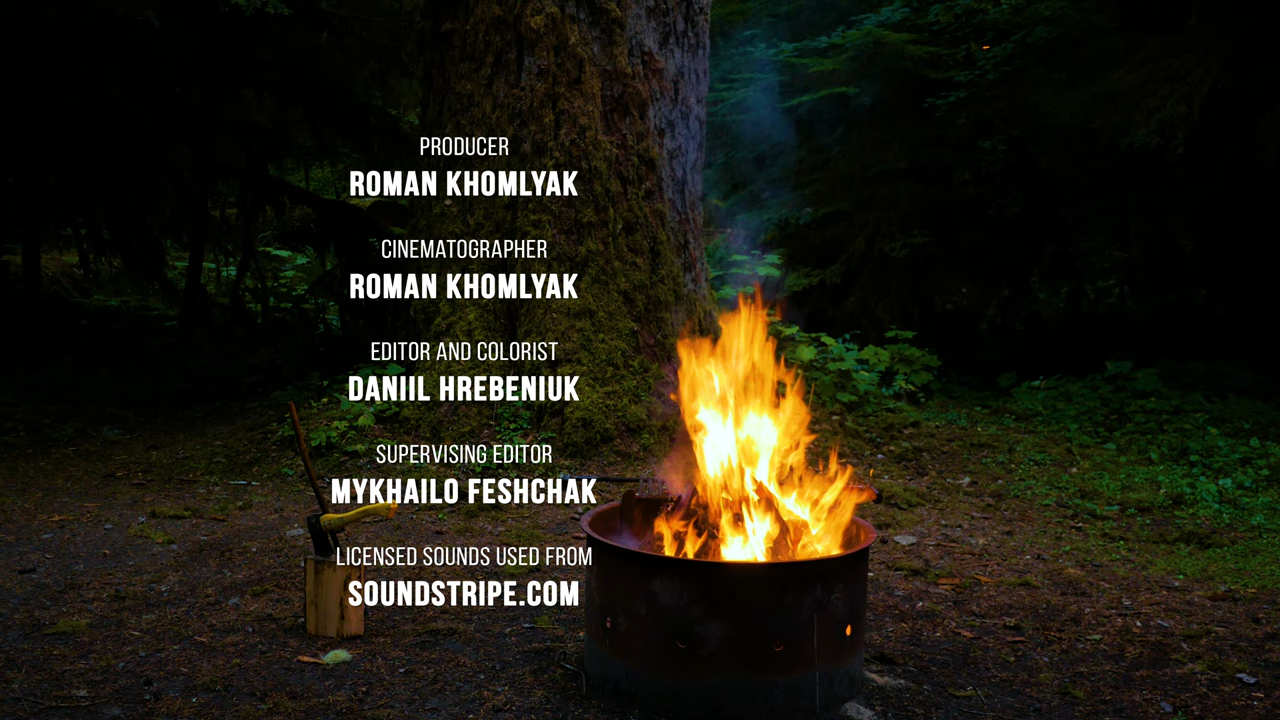 PRODUCER
ROMAN KHOMLYAK
CINEMATOGRAPHER
ROMAN KHOMLYAK
EDITOR AND COLORIST
DANIIL HREBENIUK
SUPERVISING EDITOR
MYKHAILO FESHCHAK
LICENSED SOUNDS USED FROM
SOUNDSTRIPE.COM